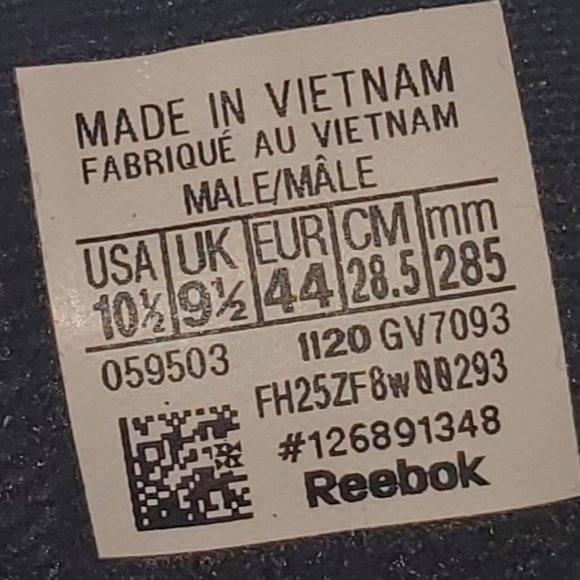 MADE IN VIETNAM
FABRIQUÉ AU VIETNAM
MALE/MÂLE
USA UK EUR CM mm
10½ 9½ 44 28.5 285
059503 1120 GV7093
FH25ZF8w00293
#126891348
Reebok